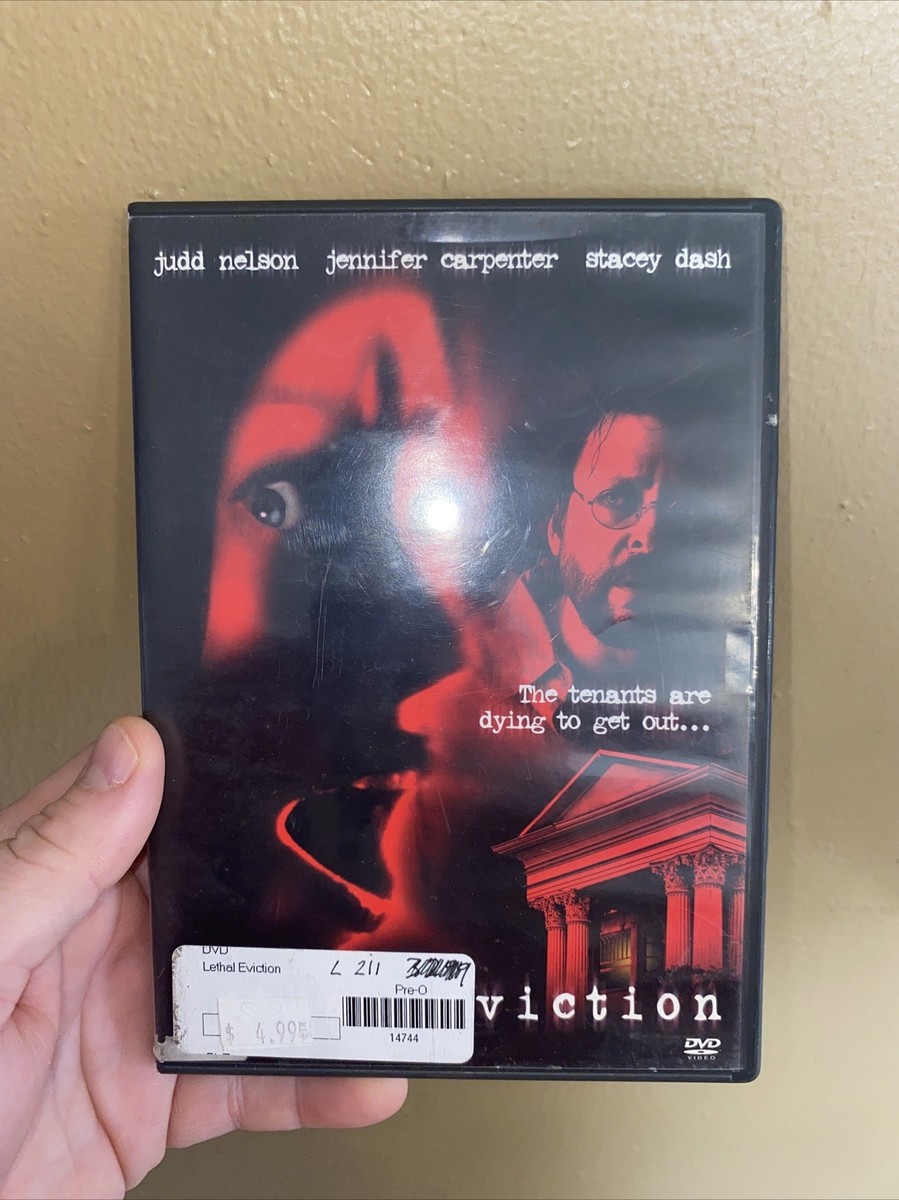 judd nelson jennifer carpenter stacey dash
The tenants are
dying to get out...
DVD
Lethal Eviction
L 211
Pre-O
$ 4.99
14744
viction
DVD
VIDEO